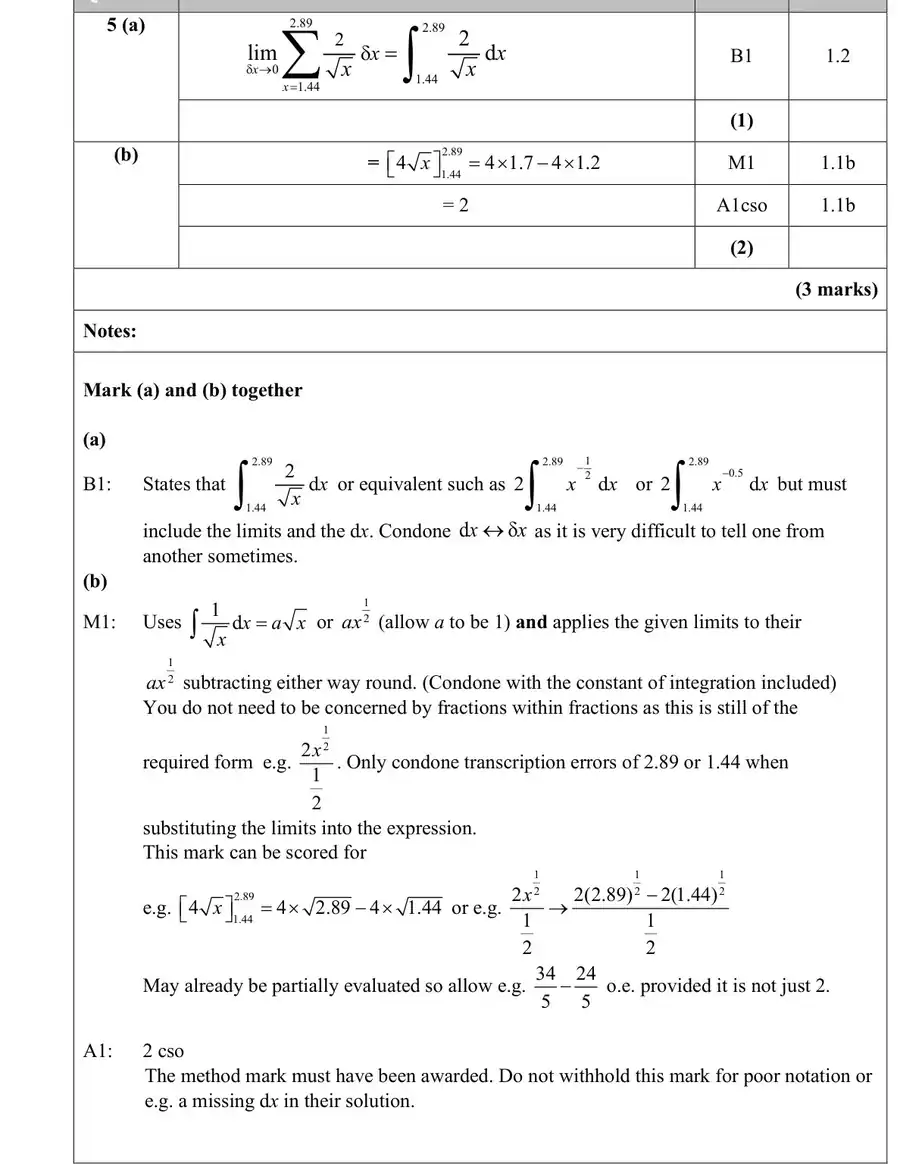 5 (a) lim δx→0 ∑ x=1.44 2.89 2/√x δx = ∫ 1.44 2.89 2/√x dx B1 1.2
(1)
(b) = [4√x] 1.44 2.89 = 4×1.7 − 4×1.2 M1 1.1b
= 2 A1cso 1.1b
(2)
(3 marks)
Notes:
Mark (a) and (b) together
(a)
B1: States that ∫ 1.44 2.89 2/√x dx or equivalent such as 2 ∫ 1.44 2.89 x^(−1/2) dx or 2 ∫ 1.44 2.89 x^(−0.5) dx but must
include the limits and the dx. Condone dx ↔ δx as it is very difficult to tell one from
another sometimes.
(b)
M1: Uses ∫ 1/√x dx = a√x or ax^(1/2) (allow a to be 1) and applies the given limits to their
ax^(1/2) subtracting either way round. (Condone with the constant of integration included)
You do not need to be concerned by fractions within fractions as this is still of the
required form e.g. 2x^(1/2)/(1/2) . Only condone transcription errors of 2.89 or 1.44 when
substituting the limits into the expression.
This mark can be scored for
e.g. [4√x] 1.44 2.89 = 4×√2.89 − 4×√1.44 or e.g. 2x^(1/2)/(1/2) → (2(2.89)^(1/2) − 2(1.44)^(1/2))/(1/2)
May already be partially evaluated so allow e.g. 34/5 − 24/5 o.e. provided it is not just 2.
A1: 2 cso
The method mark must have been awarded. Do not withhold this mark for poor notation or
e.g. a missing dx in their solution.